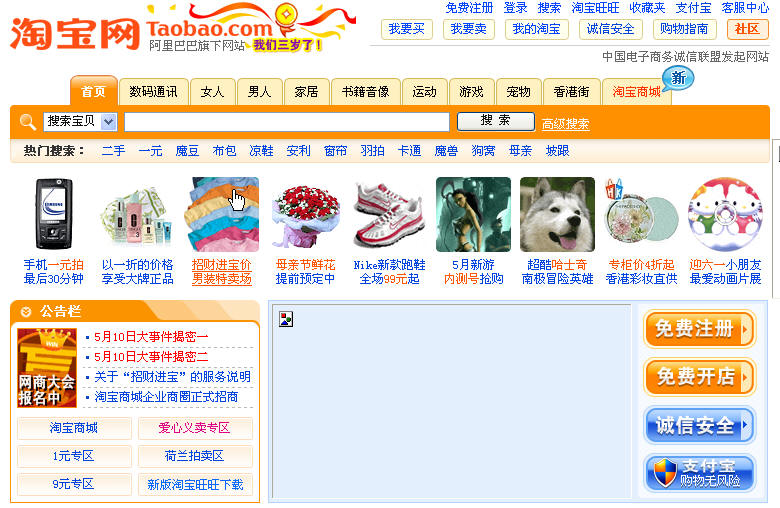 免费注册 登录 搜索 淘宝旺旺 收藏夹 支付宝 客服中心
淘宝网
Taobao.com
阿里巴巴旗下网站
我们三岁了!
我要买 我要卖 我的淘宝 诚信安全 购物指南 社区
中国电子商务诚信联盟发起网站
新
首页 数码通讯 女人 男人 家居 书籍音像 运动 游戏 宠物 香港街 淘宝商城
搜索宝贝 搜 索 高级搜索
热门搜索: 二手 一元 魔豆 布包 凉鞋 安利 窗帘 羽拍 卡通 魔兽 狗窝 母亲 坡跟
SAMSUNG
手机一元拍
最后30分钟
以一折的价格
享受大牌正品
招财进宝价
男装特卖场
母亲节鲜花
提前预定中
Nike新款跑鞋
全场99元起
5月新游
内测号抢购
超酷哈士奇
南极冒险英雄
专柜价4折起
香港彩妆直供
迎六一小朋友
最爱动画片展
公告栏
WIN
网商大会
报名中
5月10日大事件揭密一
5月10日大事件揭密二
关于“招财进宝”的服务说明
淘宝商城企业商圈正式招商
淘宝商城 爱心义卖专区
1元专区 荷兰拍卖区
9元专区 新版淘宝旺旺下载
免费注册
免费开店
诚信安全
支付宝
购物无风险